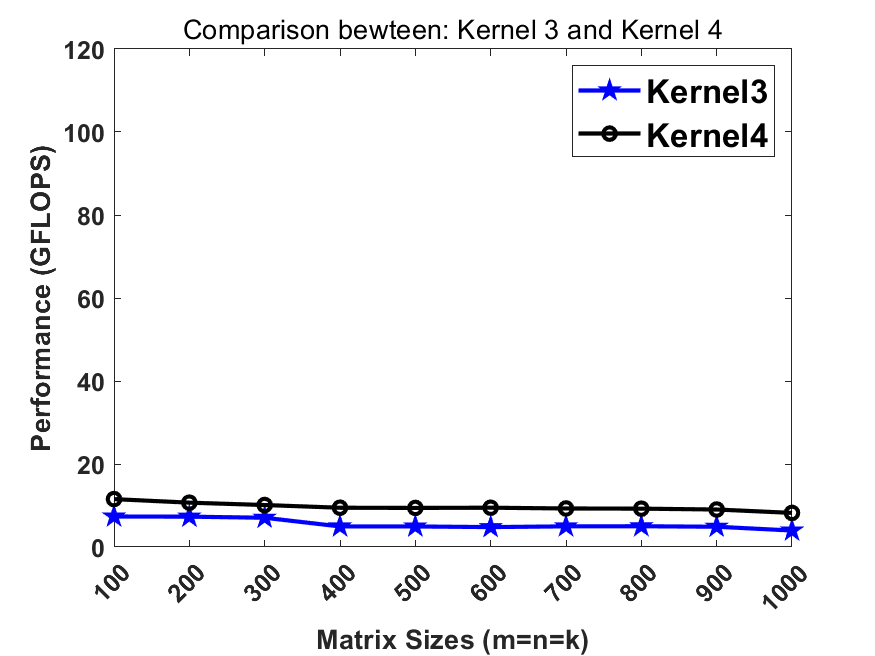 Comparison bewteen: Kernel 3 and Kernel 4
Kernel3
Kernel4
Performance (GFLOPS)
120
100
80
60
40
20
0
100 200 300 400 500 600 700 800 900 1000
Matrix Sizes (m=n=k)